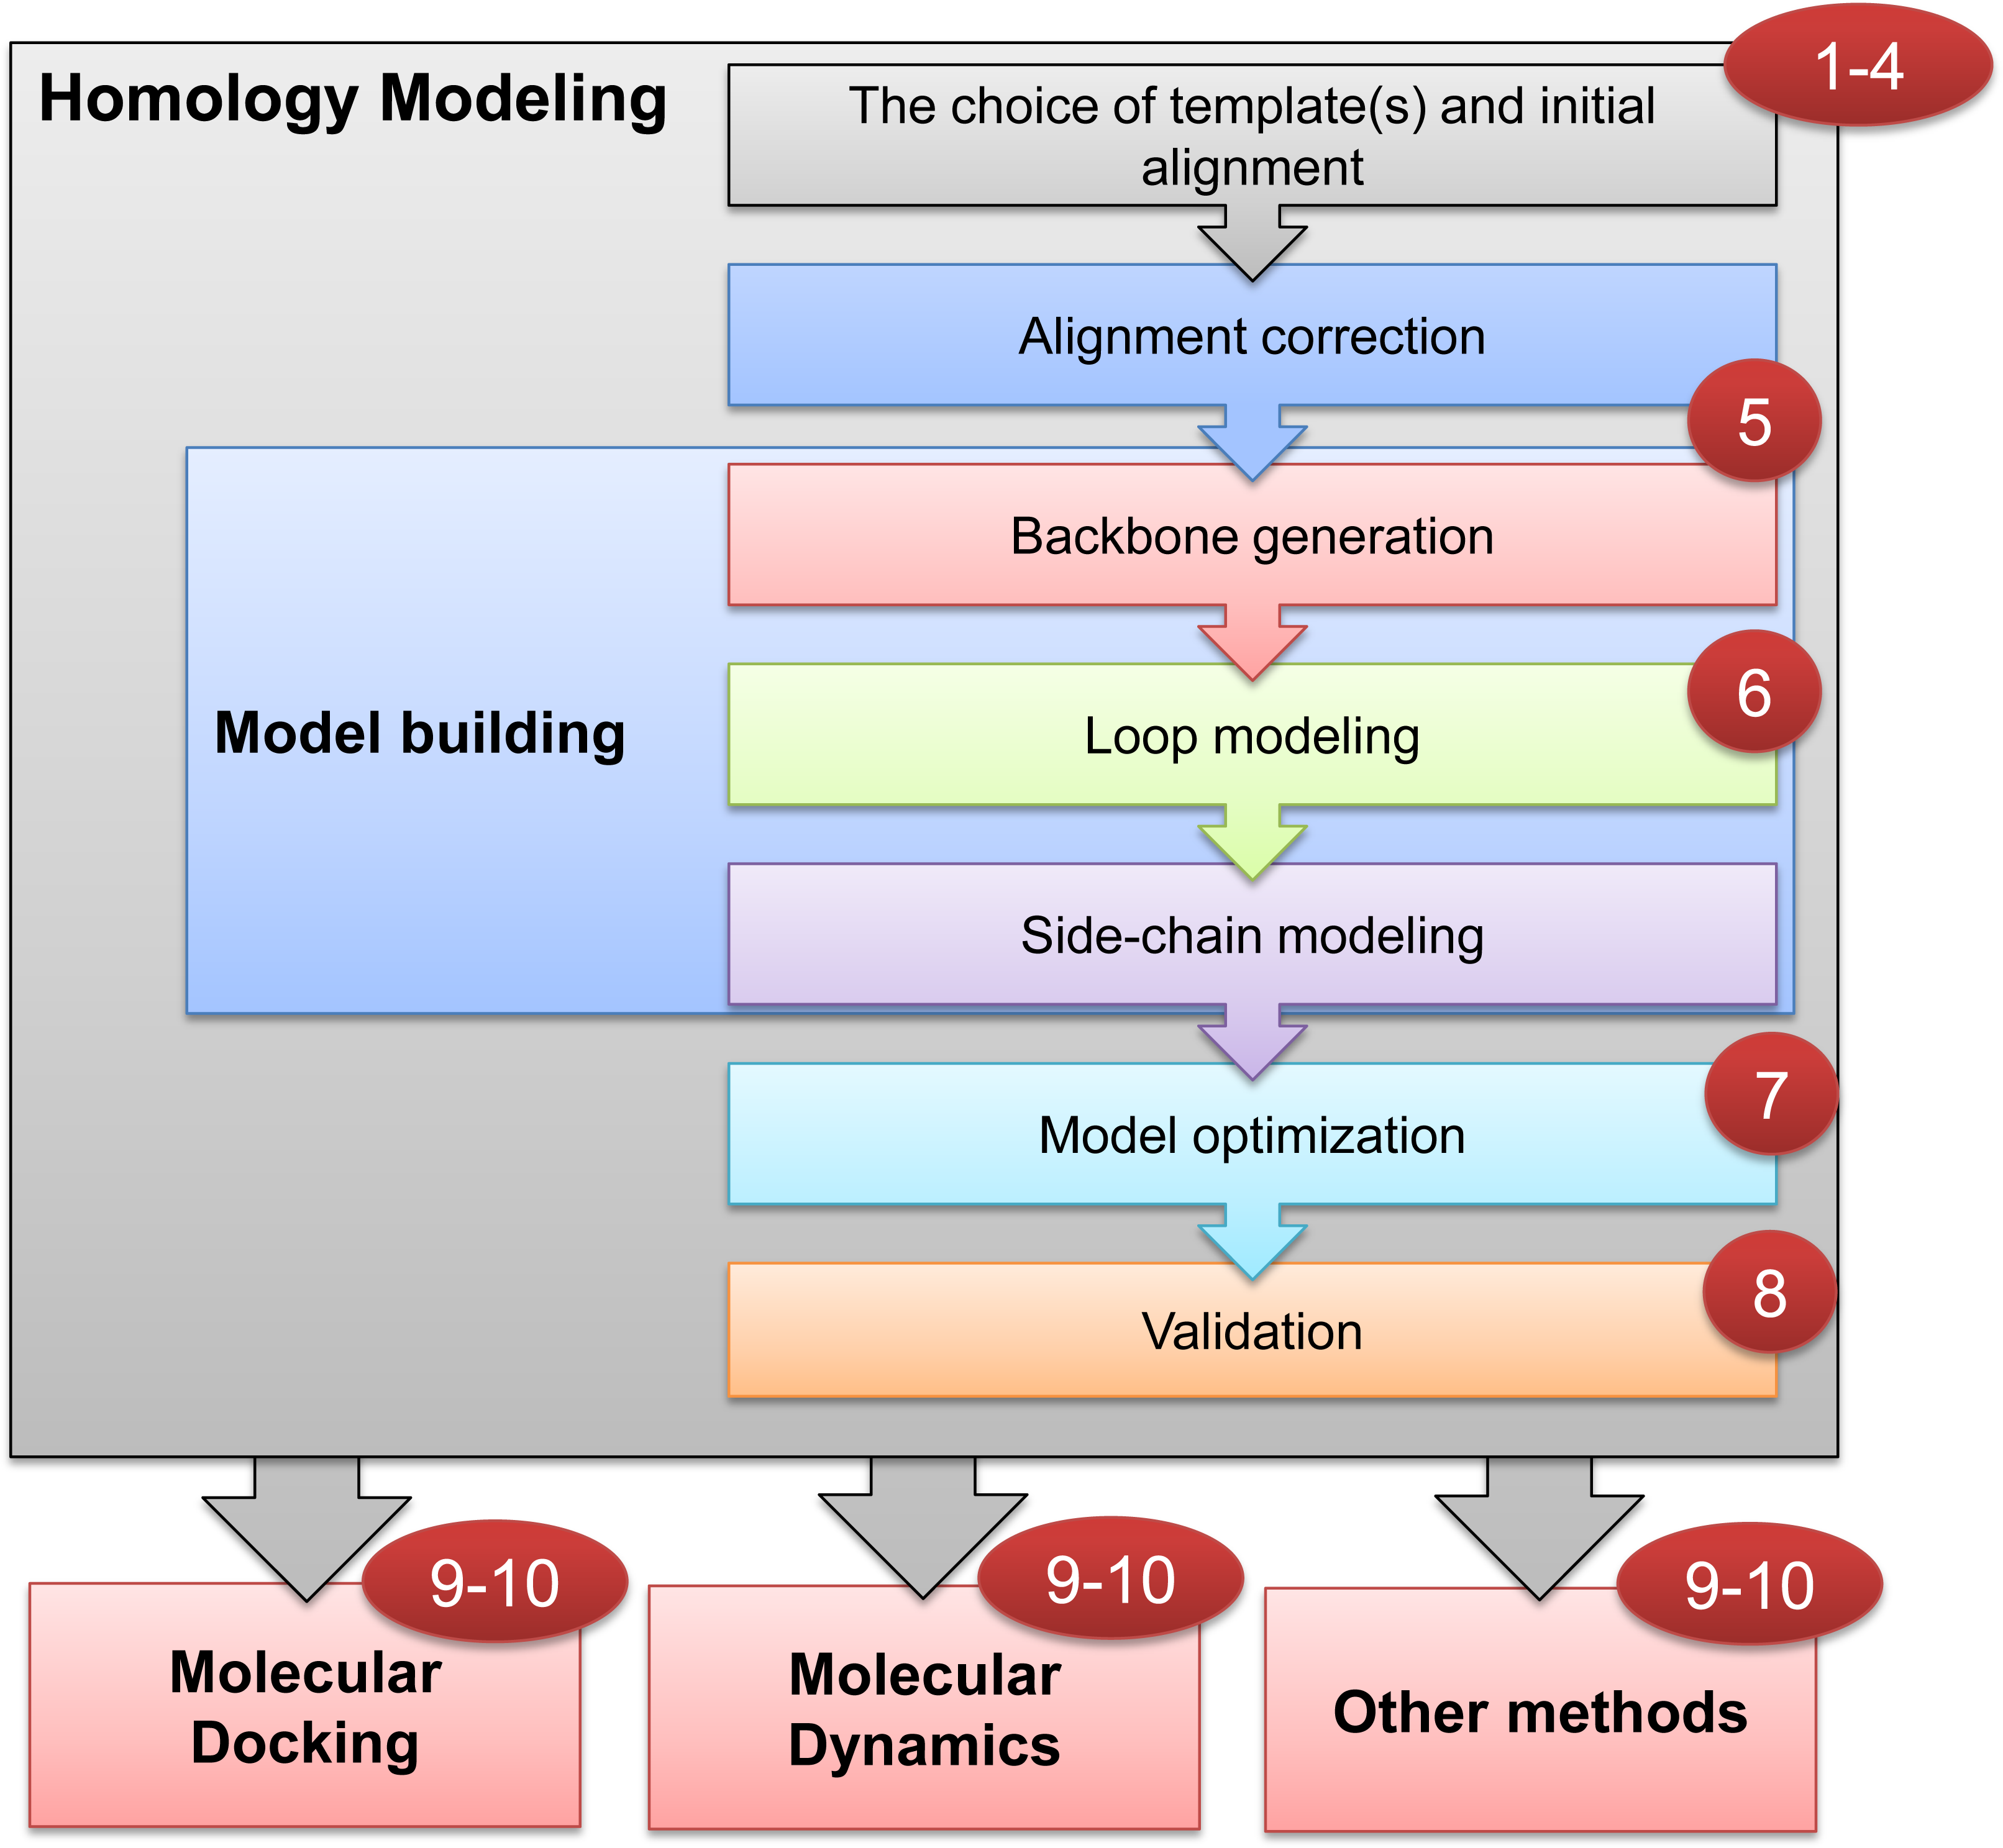 Homology Modeling
1-4
The choice of template(s) and initial
alignment
Alignment correction
5
Backbone generation
Model building
6
Loop modeling
Side-chain modeling
7
Model optimization
8
Validation
9-10
Molecular
Docking
9-10
Molecular
Dynamics
9-10
Other methods